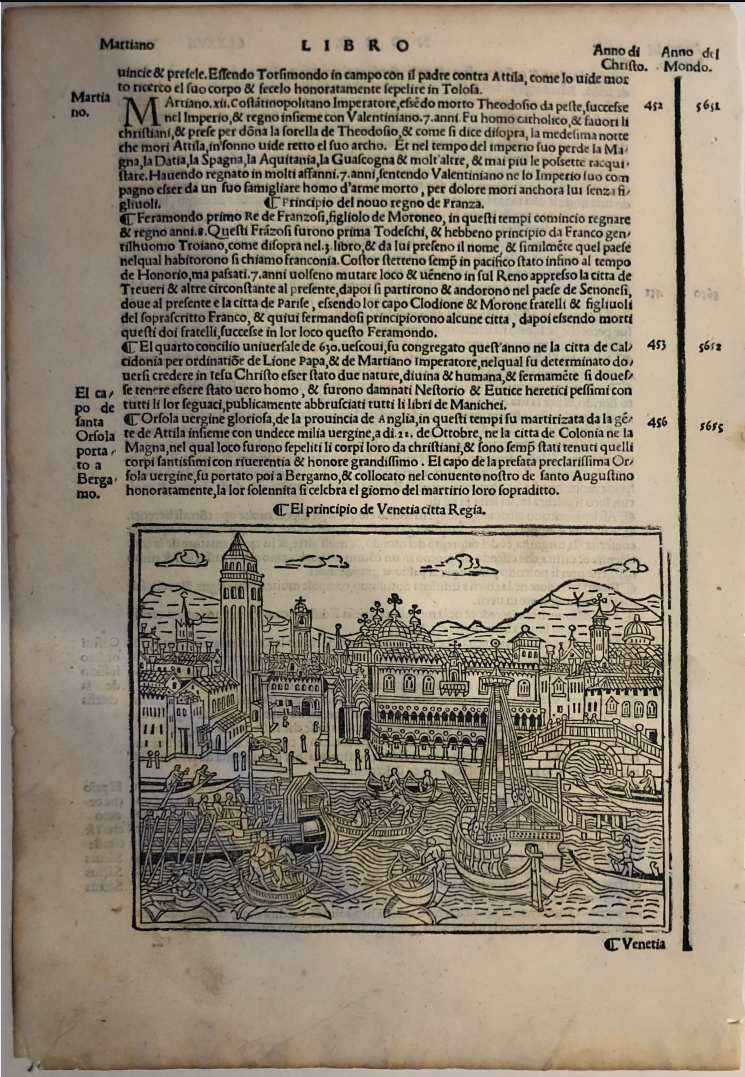 Martiano
LIBRO
Anno di Christo.
Anno del Mondo.
uincie & presele. Essendo Torsimondo in campo con il padre contra Attila, come lo uide mor
to ricerco el suo corpo & fecelo honoratamente sepelire in Tolosa.
Martia
no.
MArtiano.xii. Costãtinopolitano Imperatore, essẽdo morto Theodosio da peste, successe
452
5651
nel Imperio, & regno insieme con Valentiniano.7.anni. Fu homo catholico, & fauori li
christiani, & prese per dõna la sorella de Theodosio, & come si dice disopra, la medesima notte
che mori Attila, in sonno uide retto el suo archo. Et nel tempo del imperio suo perde la Ma-
gna, la Datia, la Spagna, la Aquitania, la Guascogna & molt'altre, & mai piu le possette racqui-
stare. Hauendo regnato in molti affanni.7.anni, sentendo Valentiniano ne lo Imperio suo com
pagno esser da un suo famigliare homo d'arme morto, per dolore mori anchora lui senza fi-
gliuoli.
¶ Principio del nouo regno de Franza.
¶ Feramondo primo Re de Franzosi, figliolo de Moroneo, in questi tempi comincio regnare
& regno anni.8. Questi Frãzosi furono prima Todeschi, & hebbeno principio da Franco gen-
tilhuomo Troiano, come disopra nel.3. libro, & da lui preseno il nome, & similmẽte quel paese
nelqual habitorono si chiamo franconia. Costor stetteno semp̃ in pacifico stato infino al tempo
de Honorio, ma passati.7.anni uolseno mutare loco & uẽneno in sul Reno appresso la citta de
Treueri & altre circonstante al presente, dapoi si partirono & andorono nel paese de Senonesi,
doue al presente e la citta de Parise, essendo lor capo Clodione & Morone fratelli & figliuoli
del soprascritto Franco, & quiui fermandosi principiorono alcune citta, dapoi essendo morti
questi doi fratelli, successe in lor loco questo Feramondo.
¶ El quarto concilio uniuersale de 630. uescoui, fu congregato quest'anno ne la citta de Cal-
453
5652
cidonia per ordinatiõe de Lione Papa, & de Martiano Imperatore, nelqual fu determinato do-
uersi credere in Iesu Christo esser stato due nature, diuina & humana, & fermamẽte si doues-
se tenere essere stato uero homo, & furono damnati Nestorio & Eutice heretici pessimi con
tutti li lor seguaci, publicamente abbrusciati tutti li libri de Manichei.
El ca-
po de
santa
Orsola
porta-
to a
Berga-
mo.
¶ Orsola uergine gloriosa, de la prouincia de Anglia, in questi tempi fu martirizata da la gẽ-
456
5655
te de Attila insieme con undece milia uergine, a di.21. de Ottobre, ne la citta de Colonia ne la
Magna, nel qual loco furono sepeliti li corpi loro da christiani, & sono semp̃ stati tenuti quelli
corpi santissimi con riuerentia & honore grandissimo. El capo de la prefata preclarissima Or-
sola uergine, fu portato poi a Bergamo, & collocato nel conuento nostro de santo Augustino
honoratamente, la lor solennita si celebra el giorno del martirio loro sopraditto.
¶ El principio de Venetia citta Regia.
¶ Venetia